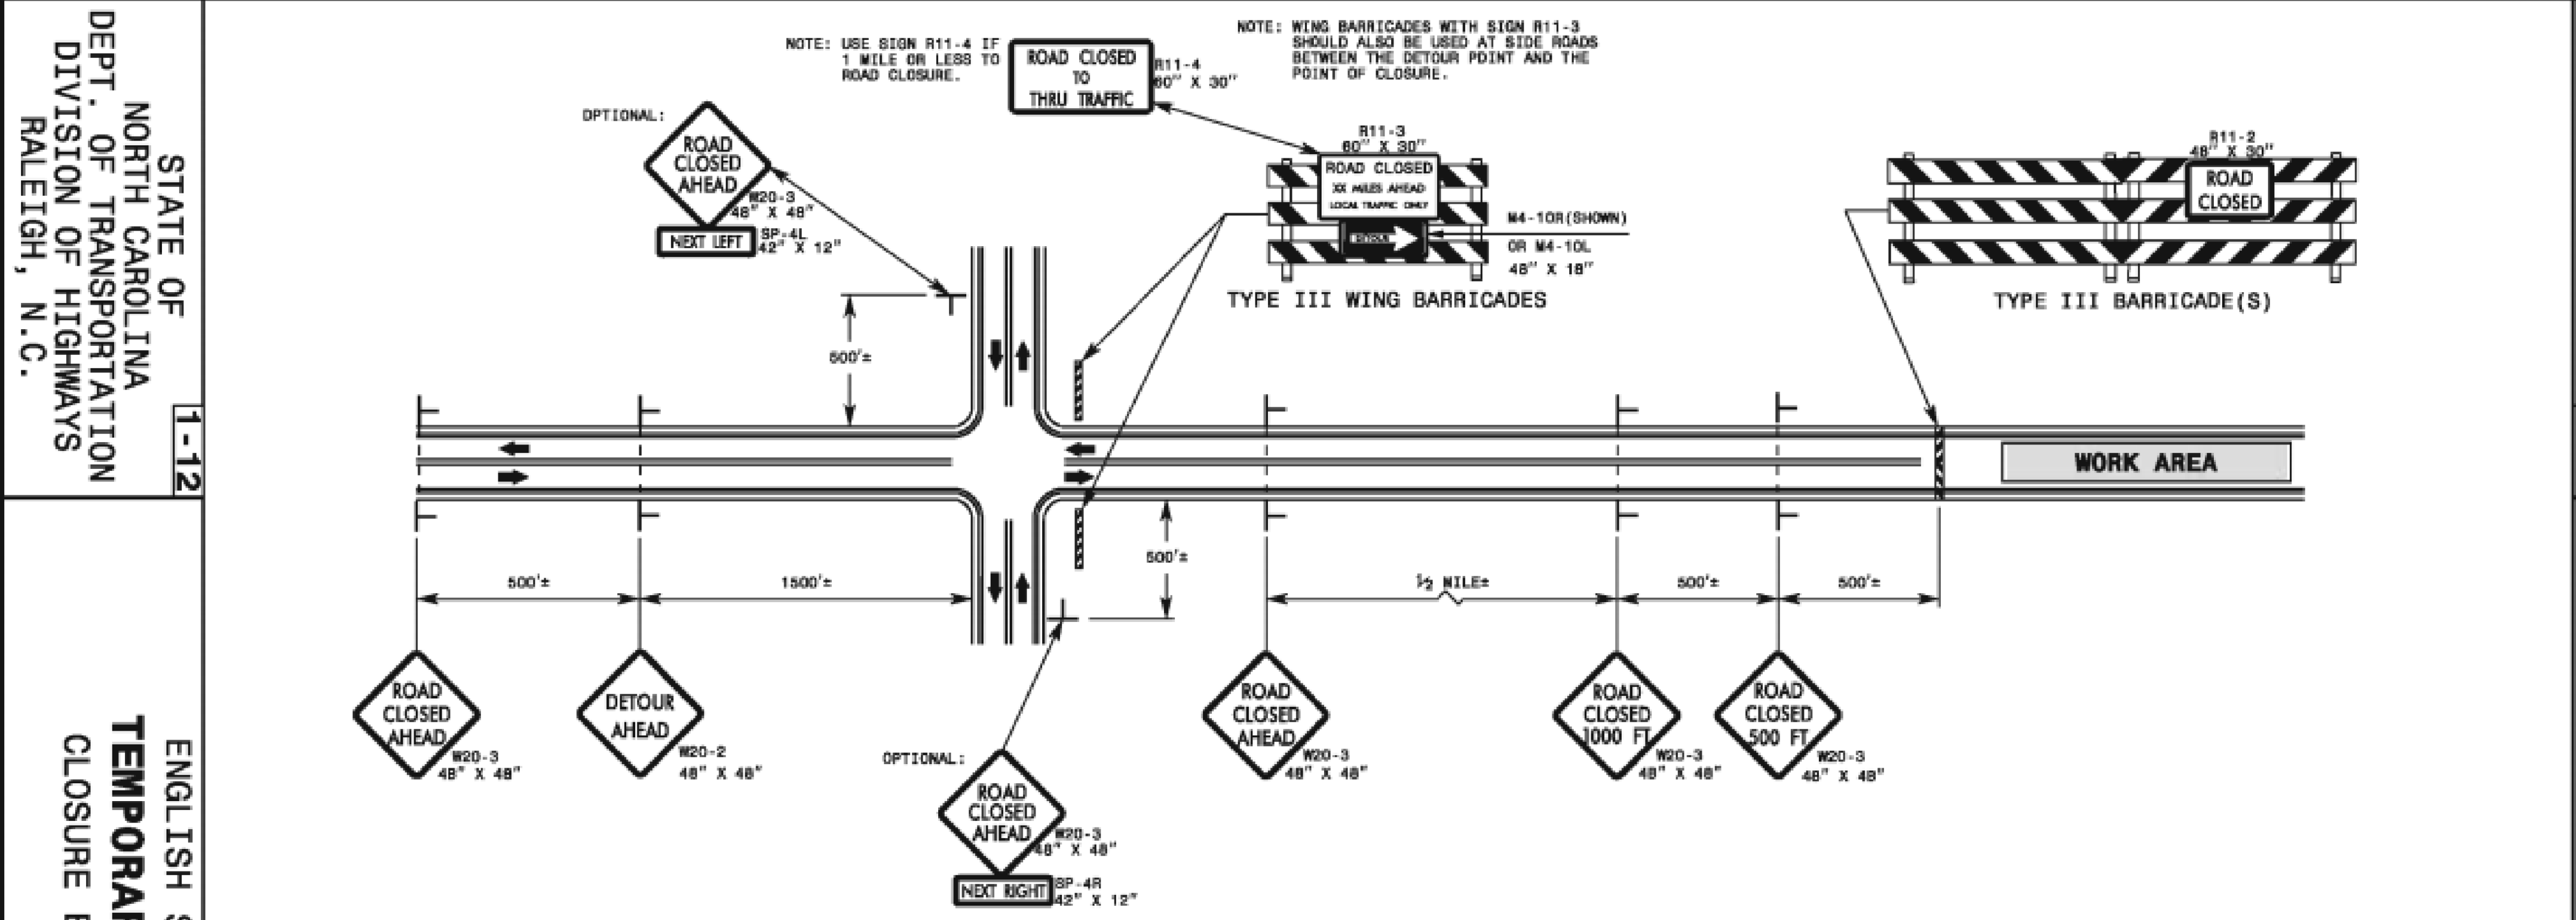 STATE OF
NORTH CAROLINA
DEPT. OF TRANSPORTATION
DIVISION OF HIGHWAYS
RALEIGH, N.C.
1-12
ENGLISH
CLOSURE
NOTE: USE SIGN R11-4 IF
1 MILE OR LESS TO
ROAD CLOSURE.
ROAD CLOSED
TO
THRU TRAFFIC
R11-4
60" X 30"
NOTE: WING BARRICADES WITH SIGN R11-3
SHOULD ALSO BE USED AT SIDE ROADS
BETWEEN THE DETOUR POINT AND THE
POINT OF CLOSURE.
OPTIONAL:
ROAD
CLOSED
AHEAD
W20-3
48" X 48"
NEXT LEFT
SP-4L
42" X 12"
R11-3
60" X 30"
ROAD CLOSED
XX MILES AHEAD
LOCAL TRAFFIC ONLY
DETOUR
M4-10R(SHOWN)
OR M4-10L
48" X 18"
TYPE III WING BARRICADES
R11-2
48" X 30"
ROAD
CLOSED
TYPE III BARRICADE(S)
500'±
WORK AREA
500'±
500'±
1500'±
½ MILE±
500'±
500'±
ROAD
CLOSED
AHEAD
W20-3
48" X 48"
DETOUR
AHEAD
W20-2
48" X 48"
OPTIONAL:
ROAD
CLOSED
AHEAD
W20-3
48" X 48"
NEXT RIGHT
SP-4R
42" X 12"
ROAD
CLOSED
AHEAD
W20-3
48" X 48"
ROAD
CLOSED
1000 FT
W20-3
48" X 48"
ROAD
CLOSED
500 FT
W20-3
48" X 48"